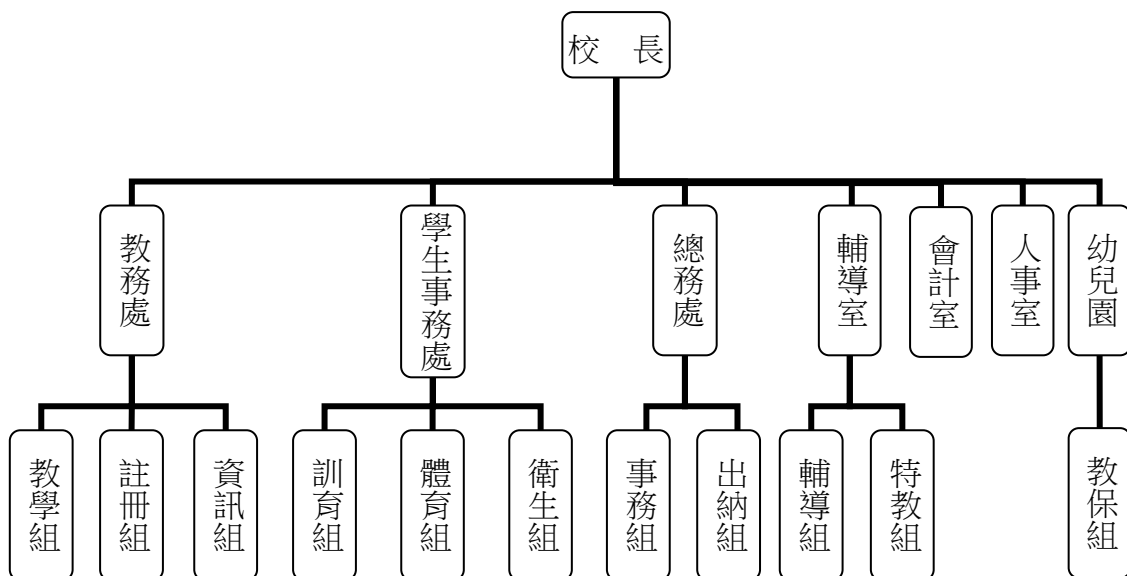 校　長
教務處
學生事務處
總務處
輔導室
會計室
人事室
幼兒園
教學組
註冊組
資訊組
訓育組
體育組
衛生組
事務組
出納組
輔導組
特教組
教保組